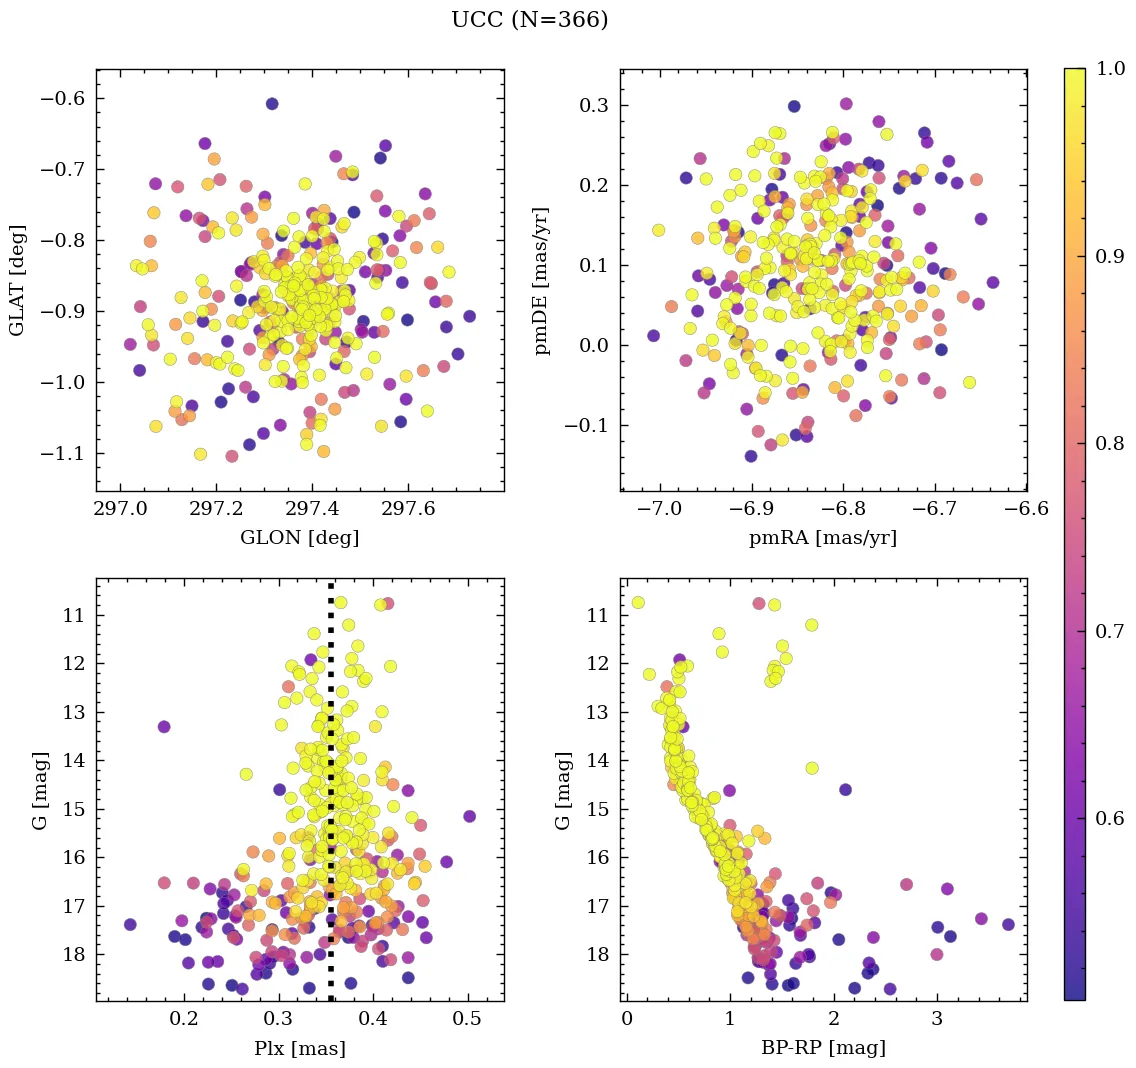 UCC (N=366)
−0.6
−0.7
−0.8
−0.9
−1.0
−1.1
GLAT [deg]
297.0 297.2 297.4 297.6
GLON [deg]
0.3
0.2
0.1
0.0
−0.1
pmDE [mas/yr]
−7.0 −6.9 −6.8 −6.7 −6.6
pmRA [mas/yr]
11
12
13
14
15
16
17
18
G [mag]
0.2 0.3 0.4 0.5
Plx [mas]
11
12
13
14
15
16
17
18
G [mag]
0 1 2 3
BP-RP [mag]
1.0
0.9
0.8
0.7
0.6